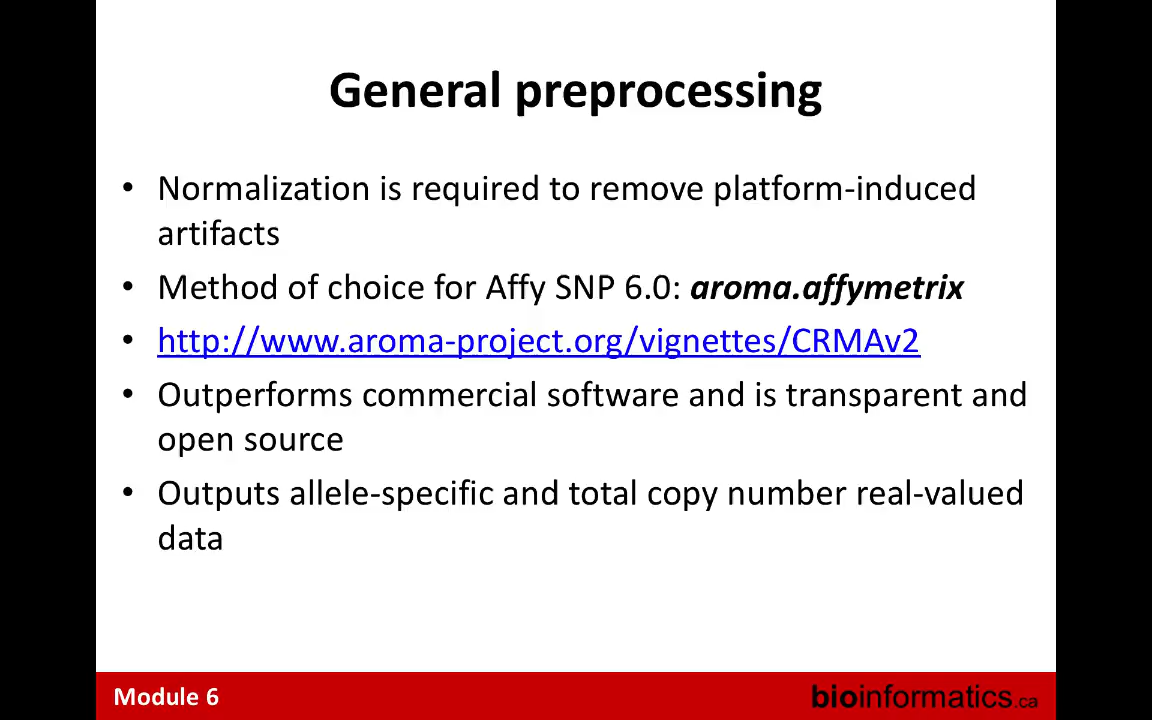 General preprocessing
• Normalization is required to remove platform-induced
artifacts
• Method of choice for Affy SNP 6.0: aroma.affymetrix
• http://www.aroma-project.org/vignettes/CRMAv2
• Outperforms commercial software and is transparent and
open source
• Outputs allele-specific and total copy number real-valued
data
Module 6
bioinformatics.ca